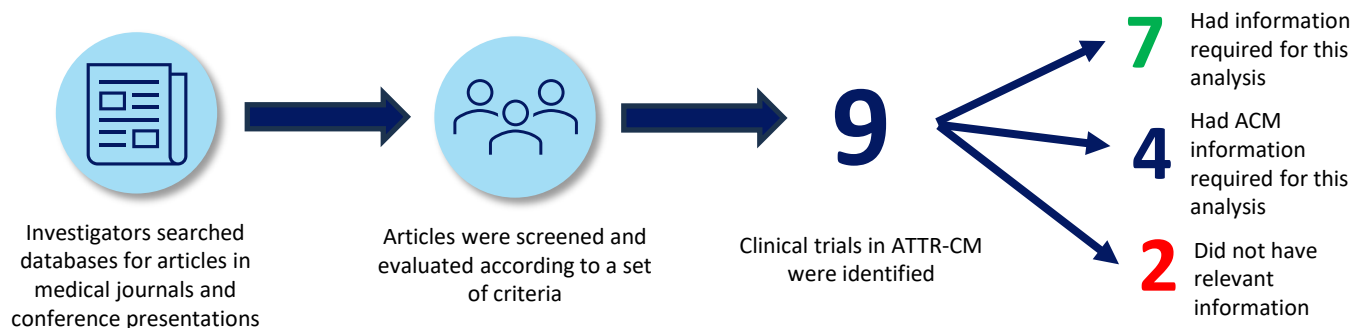 Investigators searched
databases for articles in
medical journals and
conference presentations
Articles were screened and
evaluated according to a set
of criteria
9
Clinical trials in ATTR-CM
were identified
7
Had information
required for this
analysis
4
Had ACM
information
required for this
analysis
2
Did not have
relevant
information